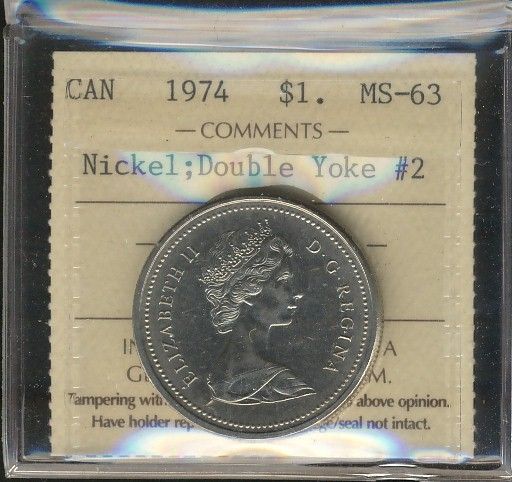 CAN 1974 $1. MS-63
— COMMENTS —
Nickel;Double Yoke #2
ELIZABETH II D·G·REGINA
IN A
G M.
Tampering with above opinion.
Have holder rep ge/seal not intact.